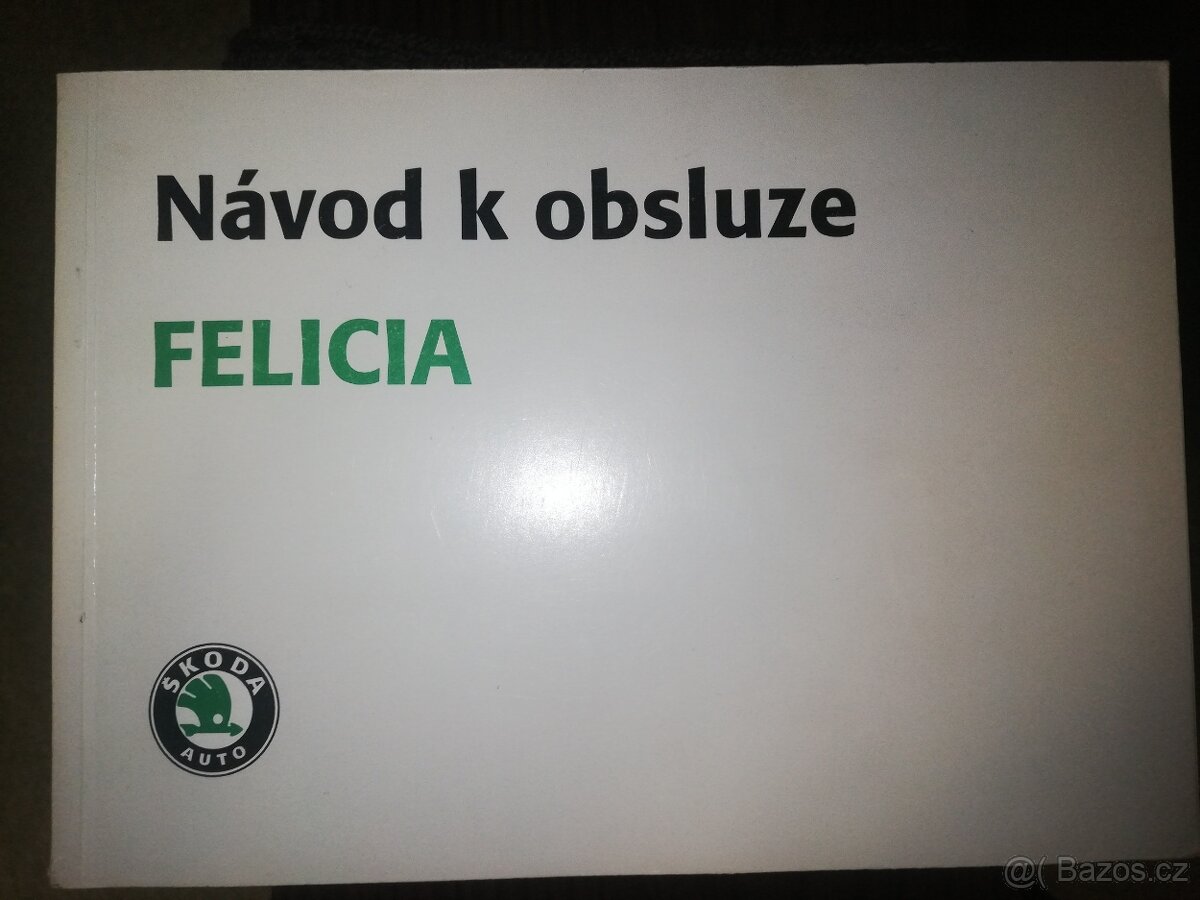 Návod k obsluze
FELICIA
ŠKODA
AUTO
@( Bazos.cz